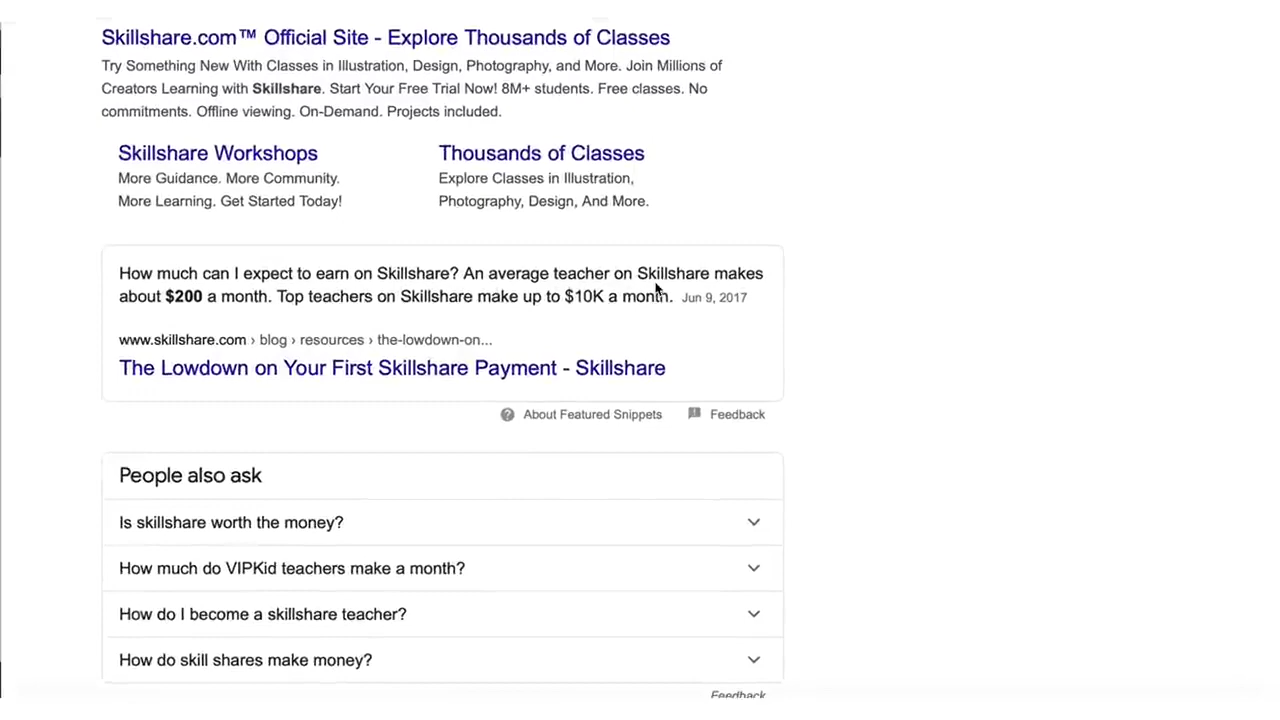 Skillshare.com™ Official Site - Explore Thousands of Classes
Try Something New With Classes in Illustration, Design, Photography, and More. Join Millions of
Creators Learning with Skillshare. Start Your Free Trial Now! 8M+ students. Free classes. No
commitments. Offline viewing. On-Demand. Projects included.
Skillshare Workshops
More Guidance. More Community.
More Learning. Get Started Today!
Thousands of Classes
Explore Classes in Illustration,
Photography, Design, And More.
How much can I expect to earn on Skillshare? An average teacher on Skillshare makes
about $200 a month. Top teachers on Skillshare make up to $10K a month. Jun 9, 2017
www.skillshare.com › blog › resources › the-lowdown-on...
The Lowdown on Your First Skillshare Payment - Skillshare
About Featured Snippets Feedback
People also ask
Is skillshare worth the money?
How much do VIPKid teachers make a month?
How do I become a skillshare teacher?
How do skill shares make money?
Feedback